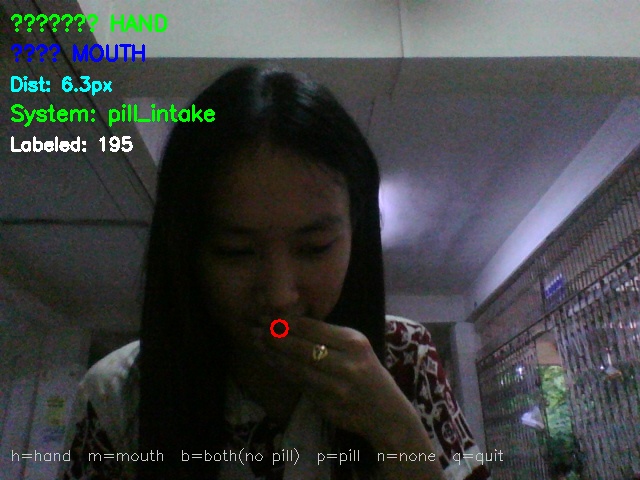 ??????? HAND
???? MOUTH
Dist: 6.3px
System: pill_intake
Labeled: 195
h=hand m=mouth b=both(no pill) p=pill n=none q=quit